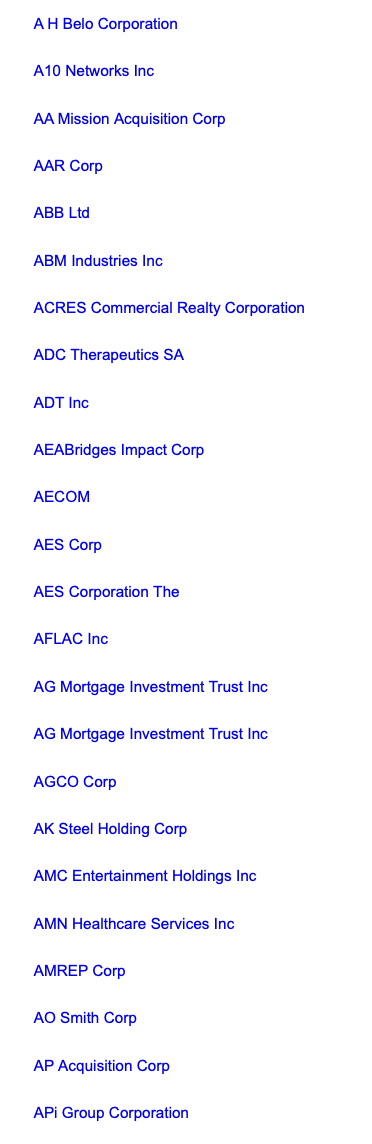 A H Belo Corporation
A10 Networks Inc
AA Mission Acquisition Corp
AAR Corp
ABB Ltd
ABM Industries Inc
ACRES Commercial Realty Corporation
ADC Therapeutics SA
ADT Inc
AEABridges Impact Corp
AECOM
AES Corp
AES Corporation The
AFLAC Inc
AG Mortgage Investment Trust Inc
AG Mortgage Investment Trust Inc
AGCO Corp
AK Steel Holding Corp
AMC Entertainment Holdings Inc
AMN Healthcare Services Inc
AMREP Corp
AO Smith Corp
AP Acquisition Corp
APi Group Corporation